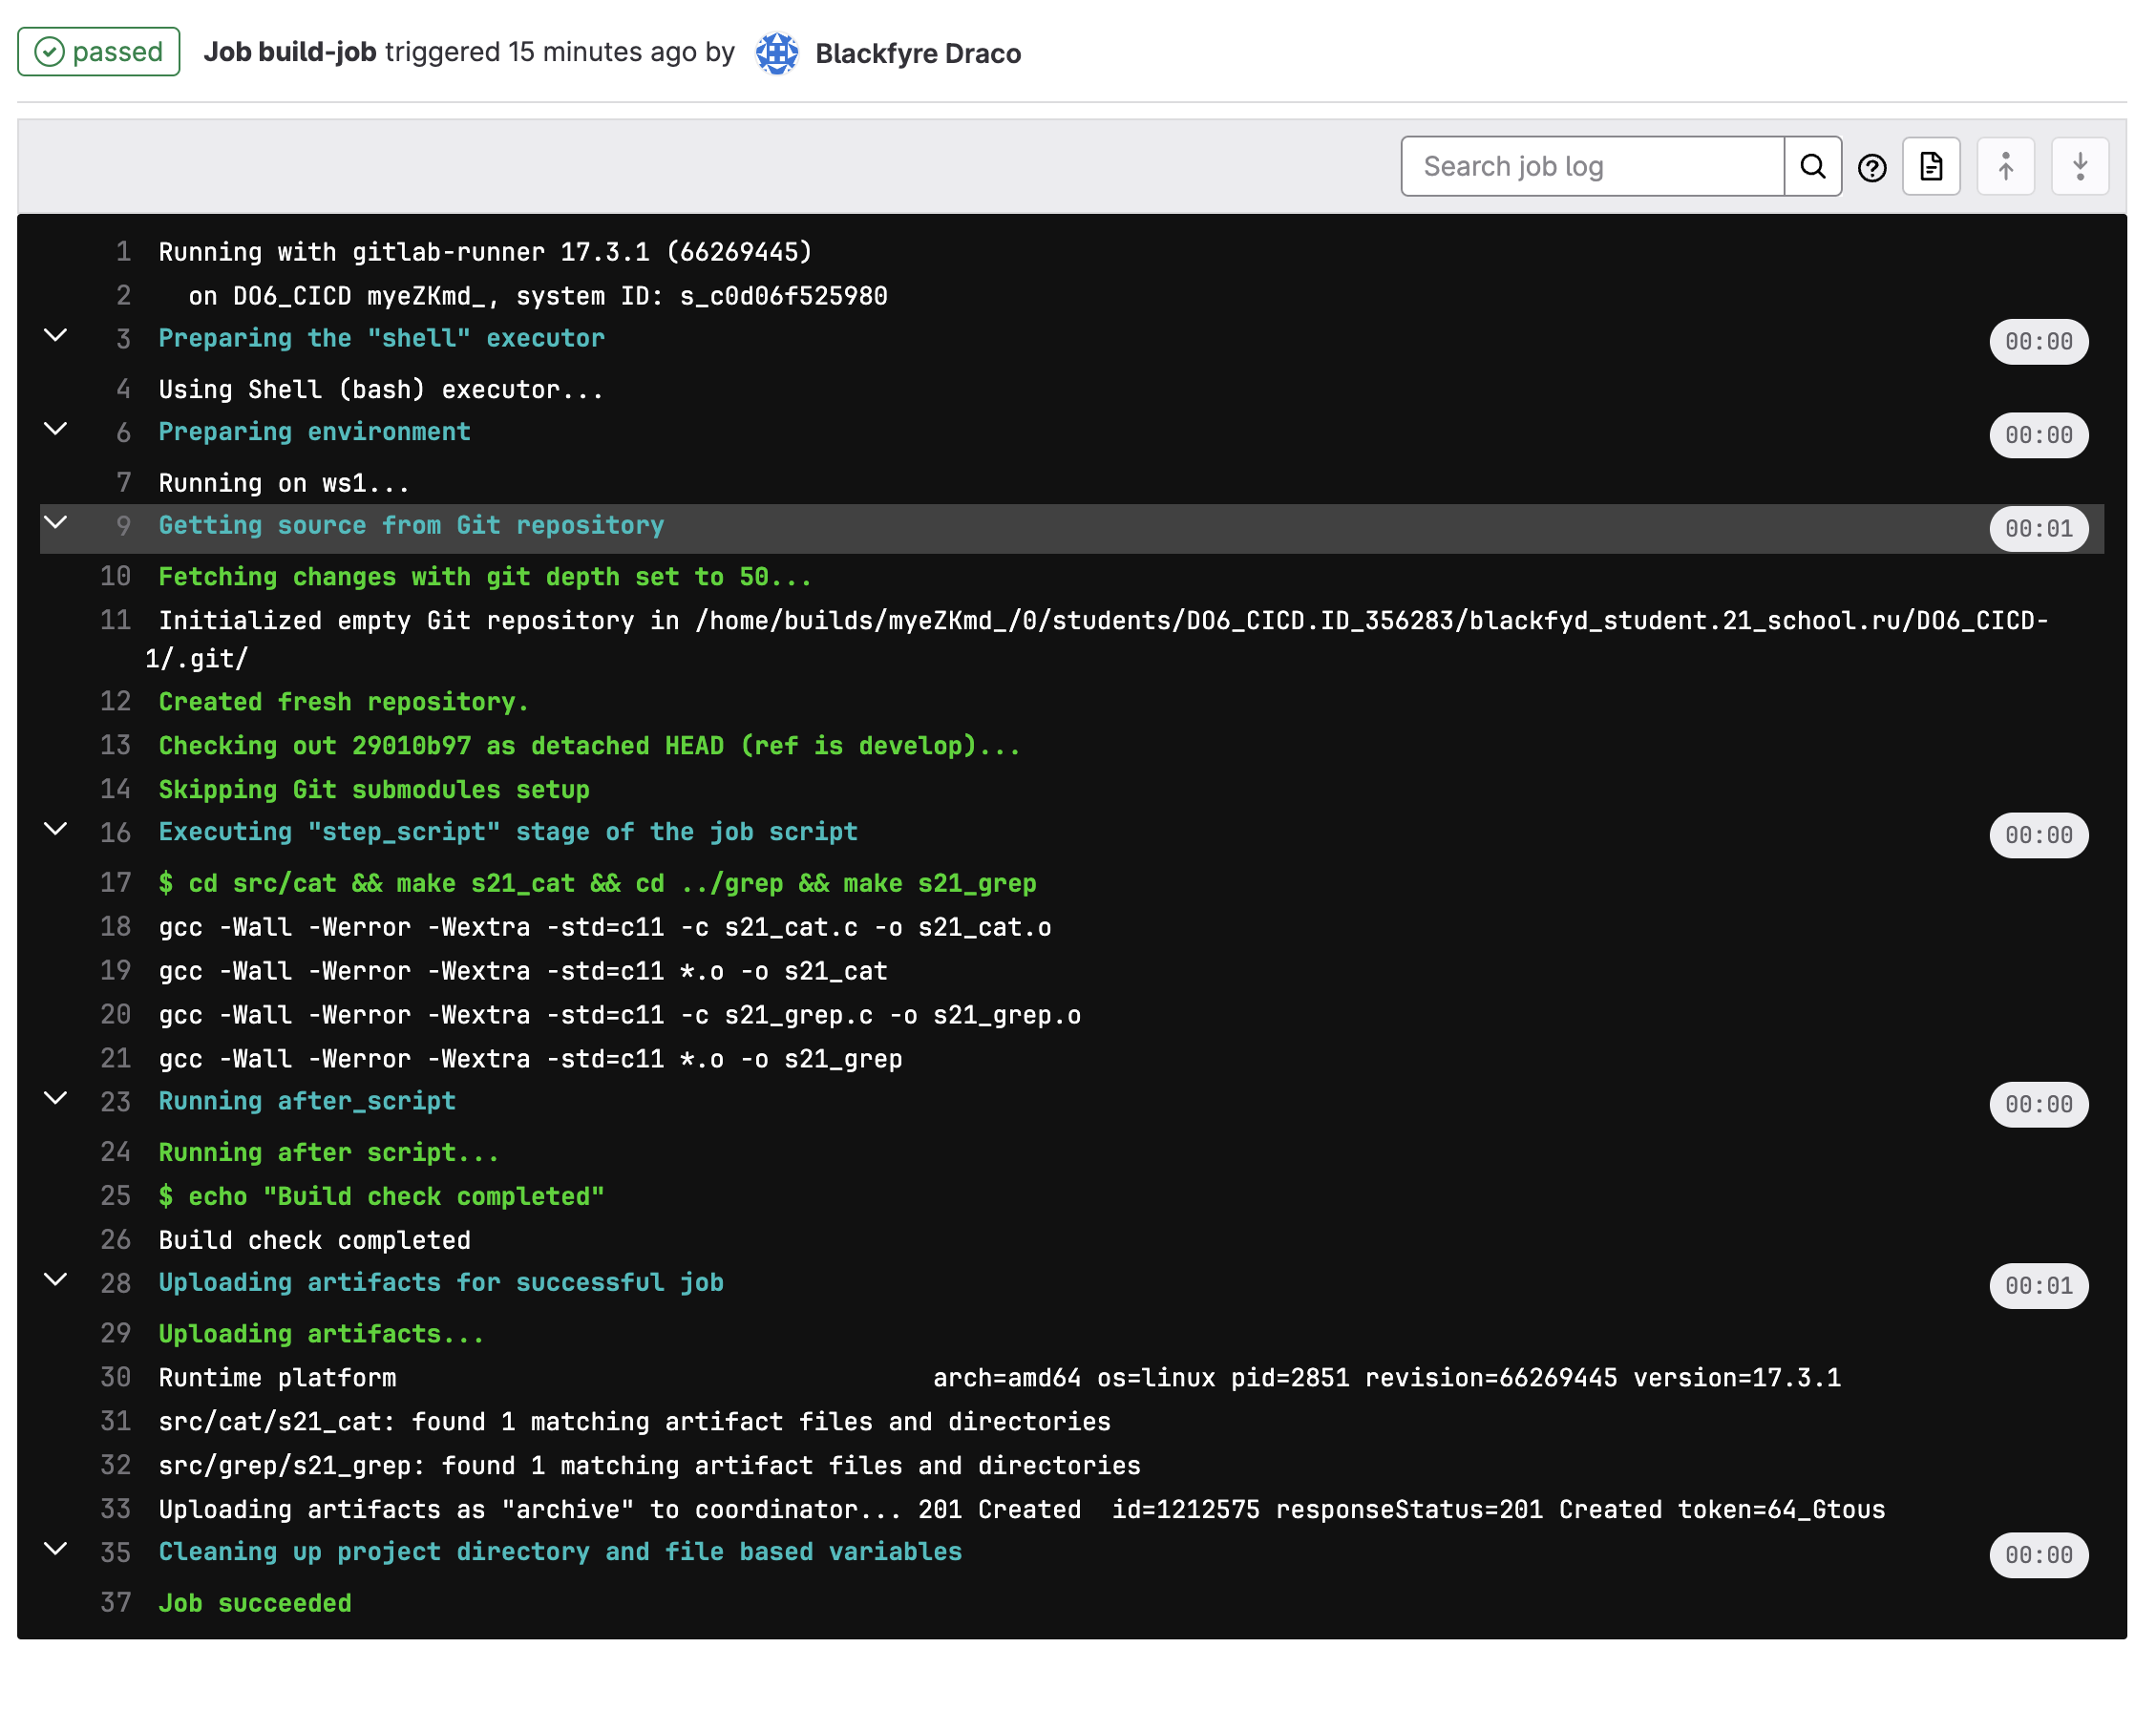 passed Job build-job triggered 15 minutes ago by Blackfyre Draco
Search job log
1 Running with gitlab-runner 17.3.1 (66269445)
2 on DO6_CICD myeZKmd_, system ID: s_c0d06f525980
3 Preparing the "shell" executor 00:00
4 Using Shell (bash) executor...
6 Preparing environment 00:00
7 Running on ws1...
9 Getting source from Git repository 00:01
10 Fetching changes with git depth set to 50...
11 Initialized empty Git repository in /home/builds/myeZKmd_/0/students/DO6_CICD.ID_356283/blackfyd_student.21_school.ru/DO6_CICD-
1/.git/
12 Created fresh repository.
13 Checking out 29010b97 as detached HEAD (ref is develop)...
14 Skipping Git submodules setup
16 Executing "step_script" stage of the job script 00:00
17 $ cd src/cat && make s21_cat && cd ../grep && make s21_grep
18 gcc -Wall -Werror -Wextra -std=c11 -c s21_cat.c -o s21_cat.o
19 gcc -Wall -Werror -Wextra -std=c11 *.o -o s21_cat
20 gcc -Wall -Werror -Wextra -std=c11 -c s21_grep.c -o s21_grep.o
21 gcc -Wall -Werror -Wextra -std=c11 *.o -o s21_grep
23 Running after_script 00:00
24 Running after script...
25 $ echo "Build check completed"
26 Build check completed
28 Uploading artifacts for successful job 00:01
29 Uploading artifacts...
30 Runtime platform arch=amd64 os=linux pid=2851 revision=66269445 version=17.3.1
31 src/cat/s21_cat: found 1 matching artifact files and directories
32 src/grep/s21_grep: found 1 matching artifact files and directories
33 Uploading artifacts as "archive" to coordinator... 201 Created id=1212575 responseStatus=201 Created token=64_Gtous
35 Cleaning up project directory and file based variables 00:00
37 Job succeeded